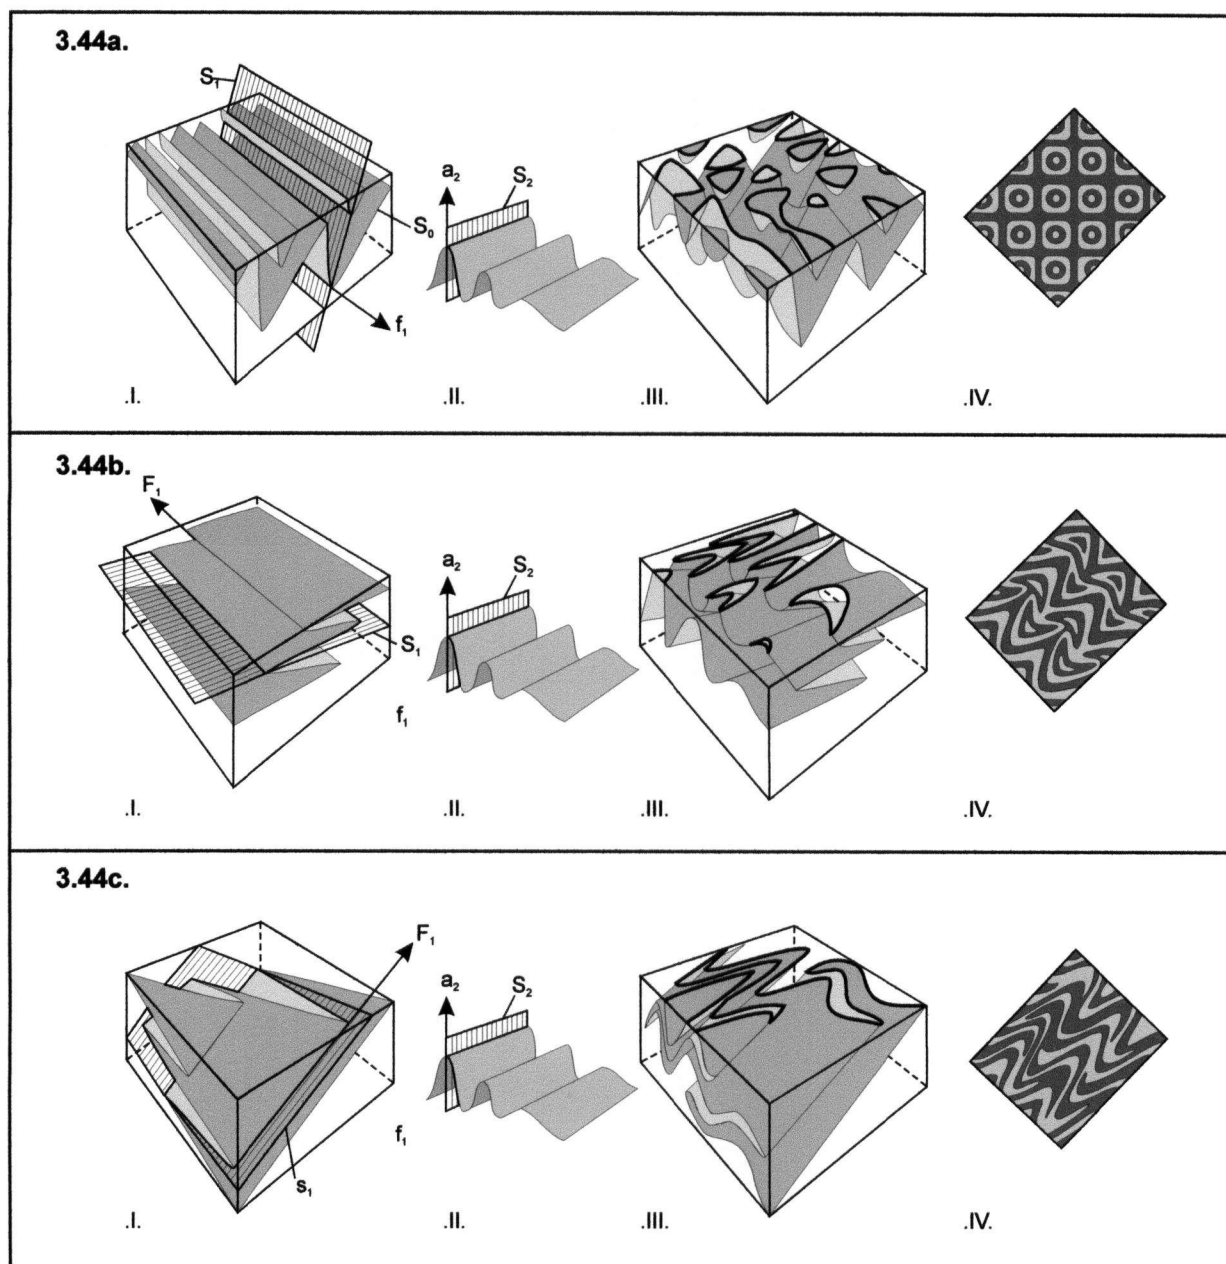 3.44a.
S₁
S₀
f₁
a₂
S₂
.I.
.II.
.III.
.IV.
3.44b.
F₁
S₁
f₁
a₂
S₂
.I.
.II.
.III.
.IV.
3.44c.
F₁
s₁
f₁
a₂
S₂
.I.
.II.
.III.
.IV.